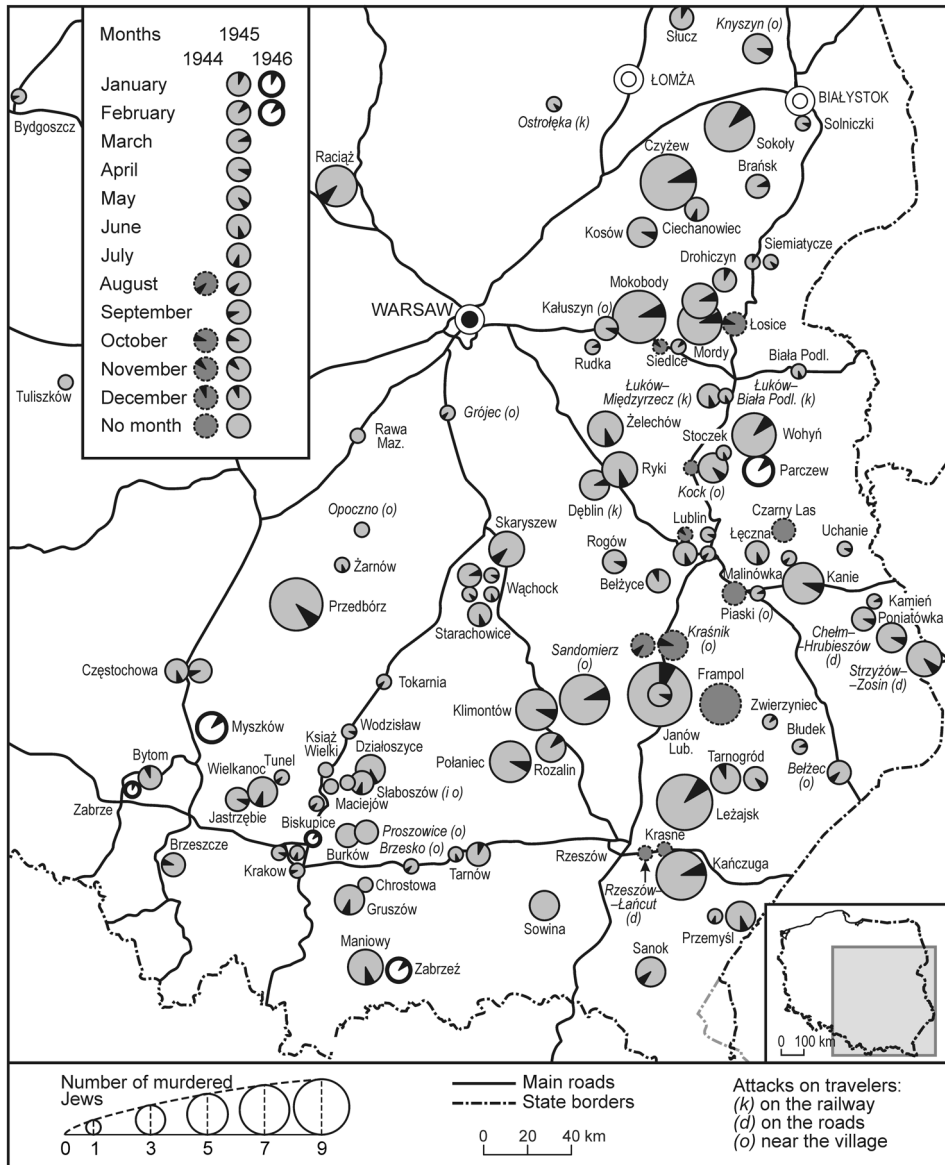 Months
1945
1944
1946
January
February
March
April
May
June
July
August
September
October
November
December
No month
Słucz
Knyszyn (o)
ŁOMŻA
BIAŁYSTOK
Bydgoszcz
Ostrołęka (k)
Solniczki
Sokoły
Raciąż
Czyżew
Brańsk
Ciechanowiec
Kosów
Siemiatycze
Drohiczyn
Mokobody
WARSAW
Kałuszyn (o)
Łosice
Rudka
Siedlce
Mordy
Biała Podl.
Tuliszków
Łuków–
–Międzyrzecz (k)
Łuków–
Biała Podl. (k)
Grójec (o)
Rawa
Maz.
Żelechów
Wohyń
Stoczek
Ryki
Parczew
Kock (o)
Dęblin (k)
Opoczno (o)
Czarny Las
Skaryszew
Lublin
Łęczna
Uchanie
Rogów
Żarnów
Malinówka
Kanie
Wąchock
Bełżyce
Przedbórz
Piaski (o)
Kamień
Poniatówka
Starachowice
Chełm–
–Hrubieszów
(d)
Kraśnik
(o)
Sandomierz
(o)
Strzyżów–
–Zosin (d)
Częstochowa
Frampol
Tokarnia
Zwierzyniec
Klimontów
Janów
Lub.
Myszków
Wodzisław
Błudek
Książ
Wielki
Działoszyce
Rozalin
Połaniec
Tarnogród
Bełżec
(o)
Bytom
Tunel
Wielkanoc
Słaboszów (i o)
Zabrze
Maciejów
Jastrzębie
Leżajsk
Biskupice
Proszowice (o)
Burków
Brzesko (o)
Krasne
Brzeszcze
Krakow
Tarnów
Rzeszów
Kańczuga
Chrostowa
Rzeszów–
–Łańcut
(d)
Gruszów
Sowina
Przemyśl
Maniowy
Zabrzeż
Sanok
0 100 km
Number of murdered
Jews
0 1 3 5 7 9
Main roads
State borders
0 20 40 km
Attacks on travelers:
(k) on the railway
(d) on the roads
(o) near the village